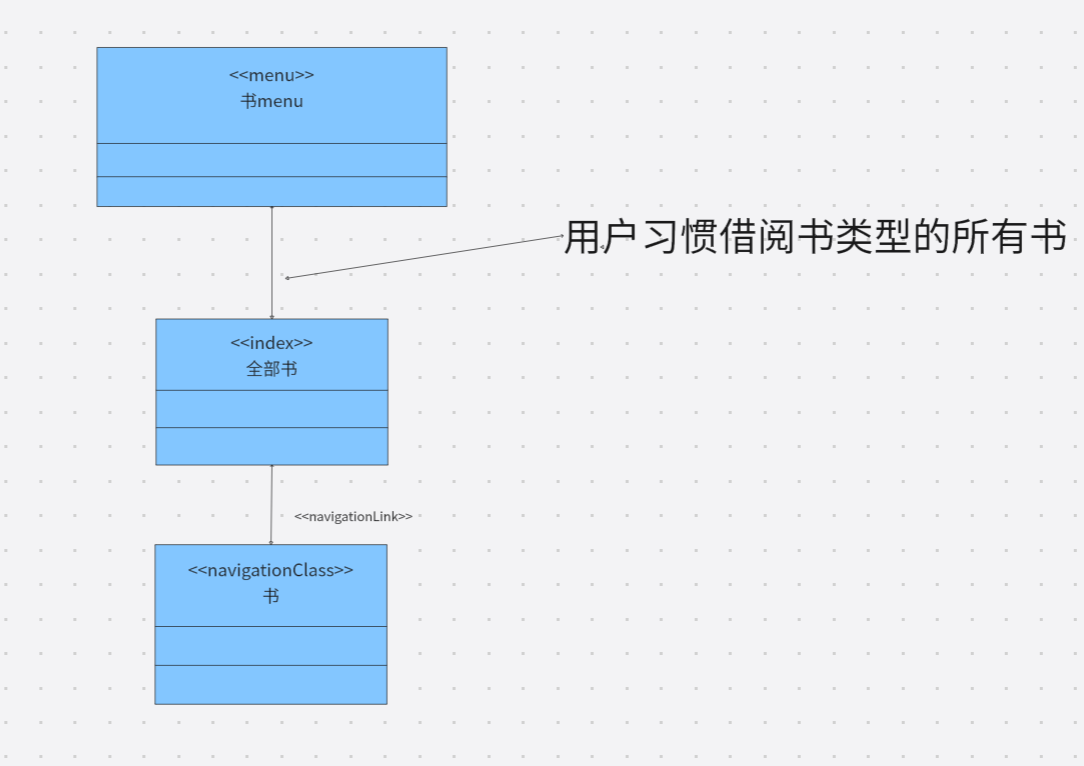 <<menu>>
书menu
用户习惯借阅书类型的所有书
<<index>>
全部书
<<navigationLink>>
<<navigationClass>>
书